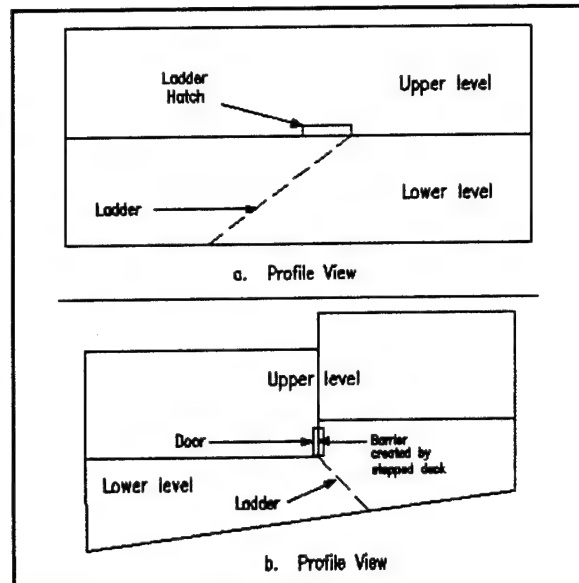 Ladder
Hatch
Upper level
Lower level
Ladder
a. Profile View
Upper level
Door
Barrier
created by
stepped deck
Lower level
Ladder
b. Profile View